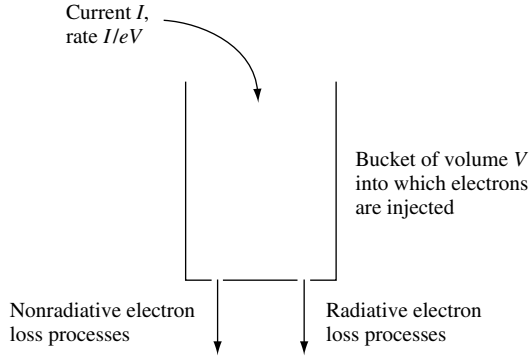 Current I,
rate I/eV
Bucket of volume V
into which electrons
are injected
Nonradiative electron
loss processes
Radiative electron
loss processes